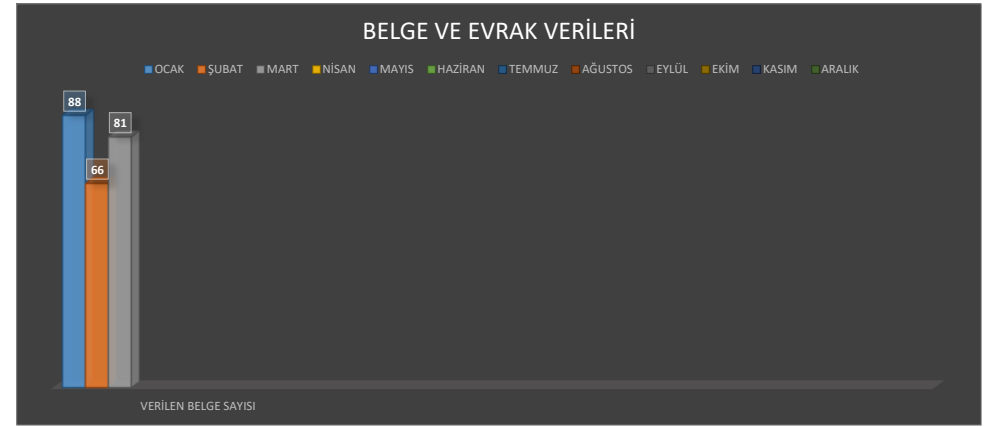 BELGE VE EVRAK VERİLERİ
OCAK ŞUBAT MART NİSAN MAYIS HAZİRAN TEMMUZ AĞUSTOS EYLÜL EKİM KASIM ARALIK
88
81
66
VERİLEN BELGE SAYISI